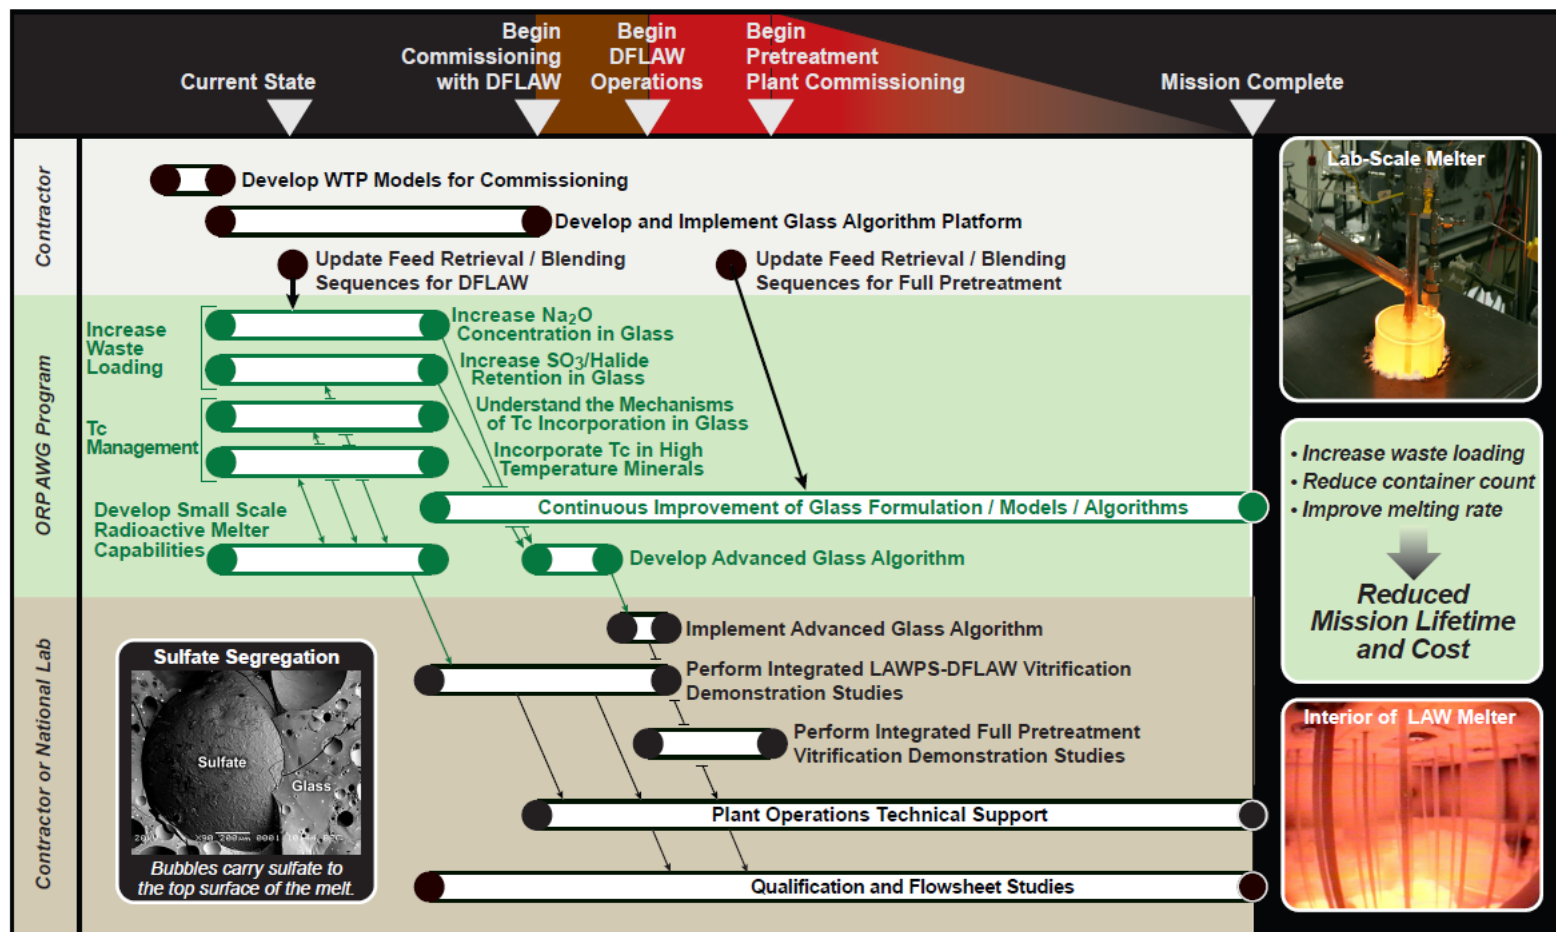 Current State
Begin
Commissioning
with DFLAW
Begin
DFLAW
Operations
Begin
Pretreatment
Plant Commissioning
Mission Complete
Contractor
Develop WTP Models for Commissioning
Develop and Implement Glass Algorithm Platform
Update Feed Retrieval / Blending
Sequences for DFLAW
Update Feed Retrieval / Blending
Sequences for Full Pretreatment
ORP AWG Program
Increase
Waste
Loading
Increase Na2O
Concentration in Glass
Increase SO3/Halide
Retention in Glass
Tc
Management
Understand the Mechanisms
of Tc Incorporation in Glass
Incorporate Tc in High
Temperature Minerals
Continuous Improvement of Glass Formulation / Models / Algorithms
Develop Small Scale
Radioactive Melter
Capabilities
Develop Advanced Glass Algorithm
Contractor or National Lab
Implement Advanced Glass Algorithm
Perform Integrated LAWPS-DFLAW Vitrification
Demonstration Studies
Perform Integrated Full Pretreatment
Vitrification Demonstration Studies
Plant Operations Technical Support
Qualification and Flowsheet Studies
Sulfate Segregation
Sulfate
Glass
X90 200µm 0001
Bubbles carry sulfate to
the top surface of the melt.
Lab-Scale Melter
• Increase waste loading
• Reduce container count
• Improve melting rate
Reduced
Mission Lifetime
and Cost
Interior of LAW Melter